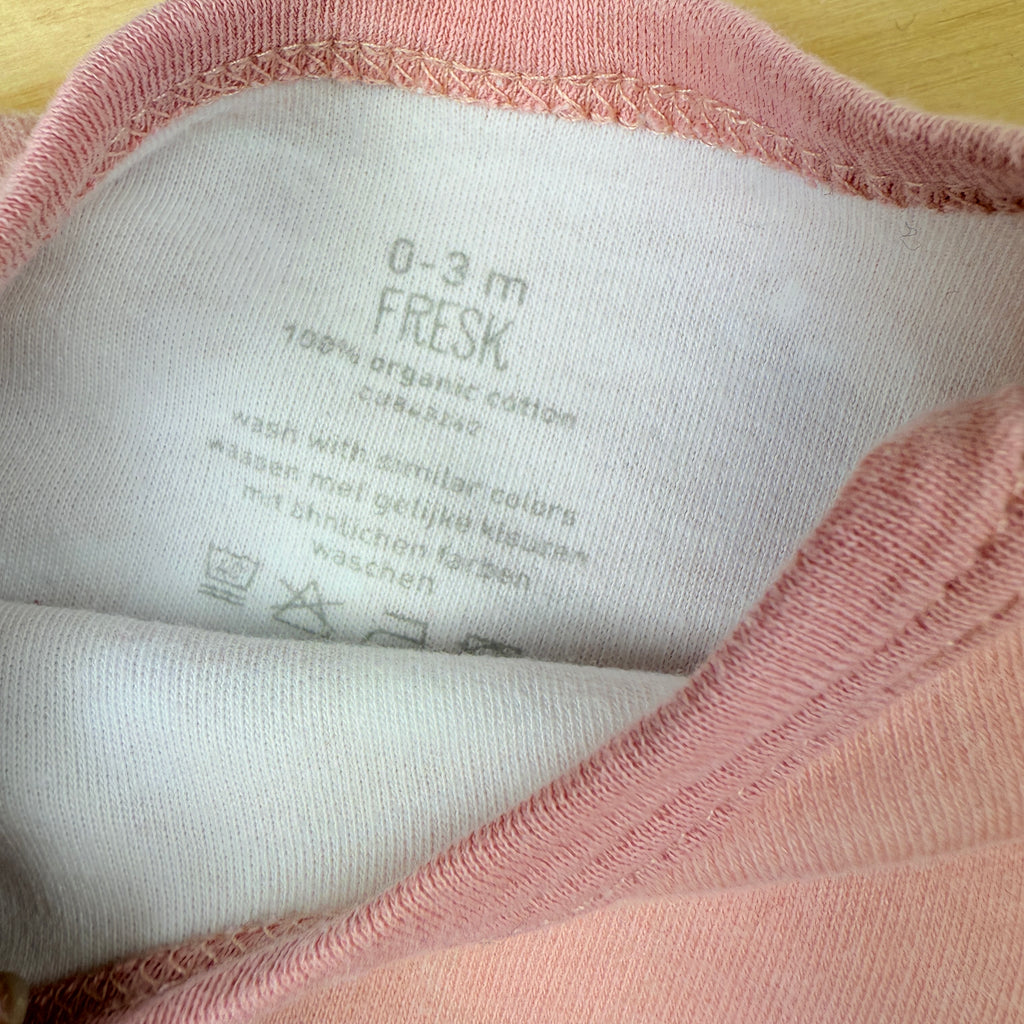 0-3 m
FRESK
100% organic cotton
wash with similar colors
wassen met gelijke kleuren
mit ähnlichen farben
waschen